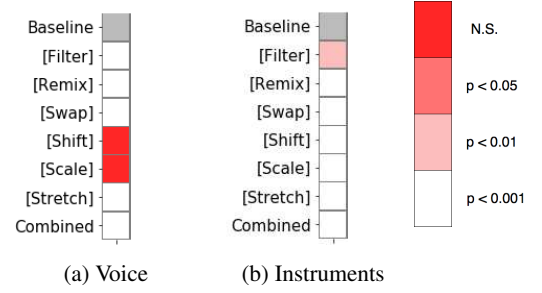 Baseline
[Filter]
[Remix]
[Swap]
[Shift]
[Scale]
[Stretch]
Combined
(a) Voice
Baseline
[Filter]
[Remix]
[Swap]
[Shift]
[Scale]
[Stretch]
Combined
(b) Instruments
N.S.
p < 0.05
p < 0.01
p < 0.001